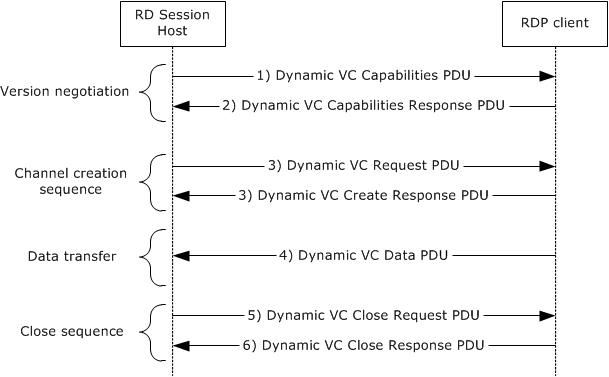 RD Session
Host
RDP client
1) Dynamic VC Capabilities PDU
Version negotiation
2) Dynamic VC Capabilities Response PDU
3) Dynamic VC Request PDU
Channel creation
sequence
3) Dynamic VC Create Response PDU
Data transfer
4) Dynamic VC Data PDU
5) Dynamic VC Close Request PDU
Close sequence
6) Dynamic VC Close Response PDU